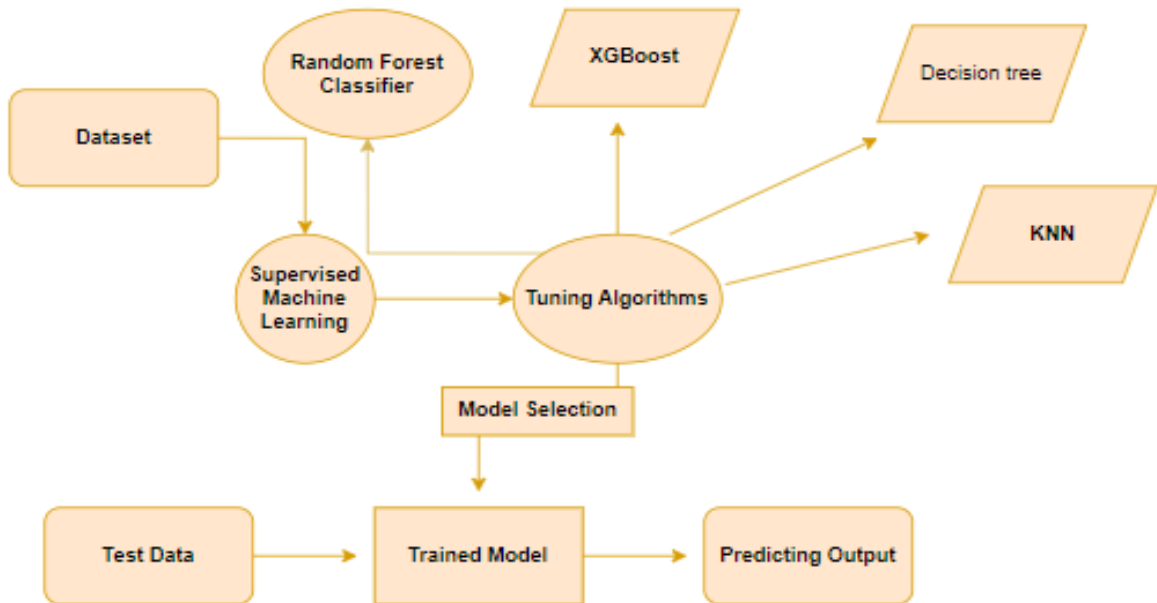 Random Forest
Classifier
XGBoost
Decision tree
Dataset
KNN
Supervised
Machine
Learning
Tuning Algorithms
Model Selection
Test Data
Trained Model
Predicting Output